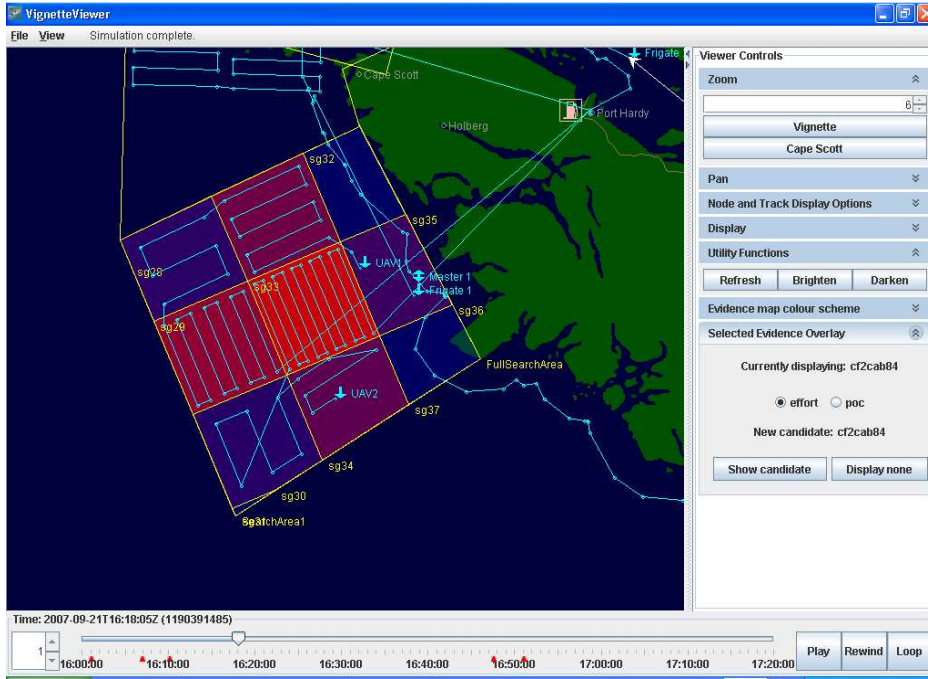 VignetteViewer
File View Simulation complete.
Frigate
Cape Scott
Port Hardy
Holberg
sg32
sg35
sg28
UAV1
Master 1
sg33
Frigate 1
sg36
sg29
FullSearchArea
UAV2
sg37
sg34
sg30
SearchArea1
Viewer Controls
Zoom
6
Vignette
Cape Scott
Pan
Node and Track Display Options
Display
Utility Functions
Refresh Brighten Darken
Evidence map colour scheme
Selected Evidence Overlay
Currently displaying: cf2cab84
effort poc
New candidate: cf2cab84
Show candidate Display none
Time: 2007-09-21T16:18:05Z (1190391485)
1
16:00:00 16:10:00 16:20:00 16:30:00 16:40:00 16:50:00 17:00:00 17:10:00 17:20:00
Play Rewind Loop